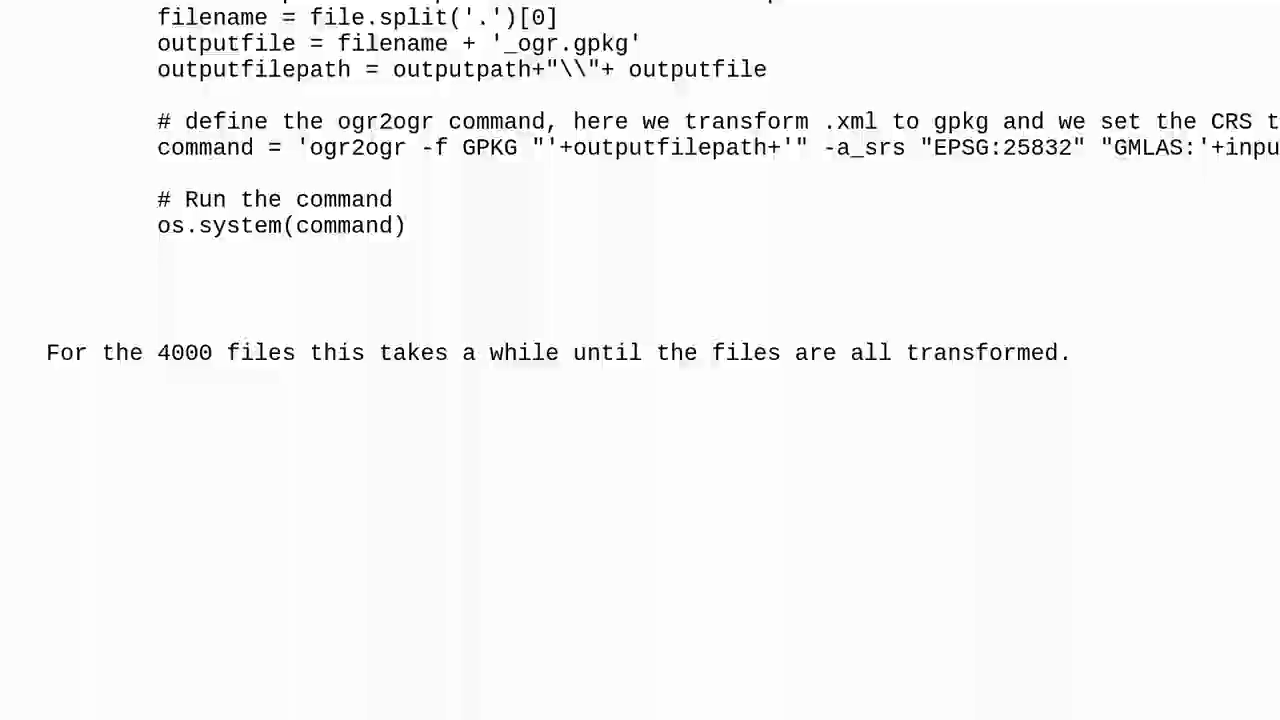 filename = file.split('.')[0]
outputfile = filename + '_ogr.gpkg'
outputfilepath = outputpath+"\\"+ outputfile
# define the ogr2ogr command, here we transform .xml to gpkg and we set the CRS t
command = 'ogr2ogr -f GPKG "'+outputfilepath+'" -a_srs "EPSG:25832" "GMLAS:'+inpu
# Run the command
os.system(command)
For the 4000 files this takes a while until the files are all transformed.